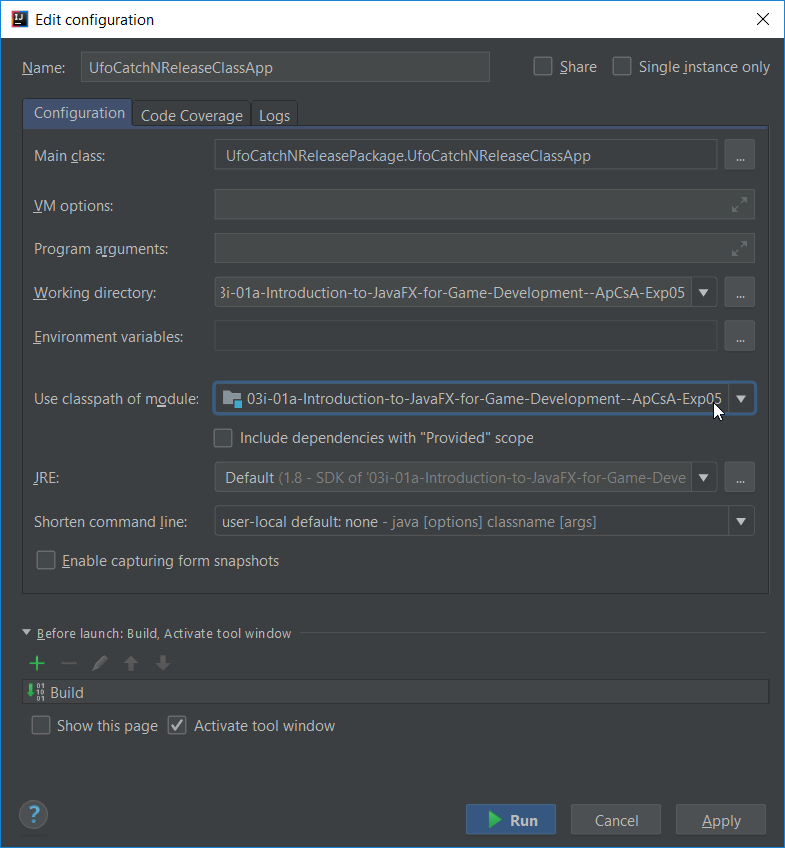 Edit configuration
Name: UfoCatchNReleaseClassApp Share Single instance only
Configuration Code Coverage Logs
Main class: UfoCatchNReleasePackage.UfoCatchNReleaseClassApp ...
VM options:
Program arguments:
Working directory: 3i-01a-Introduction-to-JavaFX-for-Game-Development--ApCsA-Exp05 ...
Environment variables: ...
Use classpath of module: 03i-01a-Introduction-to-JavaFX-for-Game-Development--ApCsA-Exp05
Include dependencies with "Provided" scope
JRE: Default (1.8 - SDK of '03i-01a-Introduction-to-JavaFX-for-Game-Deve ...
Shorten command line: user-local default: none - java [options] classname [args]
Enable capturing form snapshots
Before launch: Build, Activate tool window
Build
Show this page Activate tool window
? Run Cancel Apply